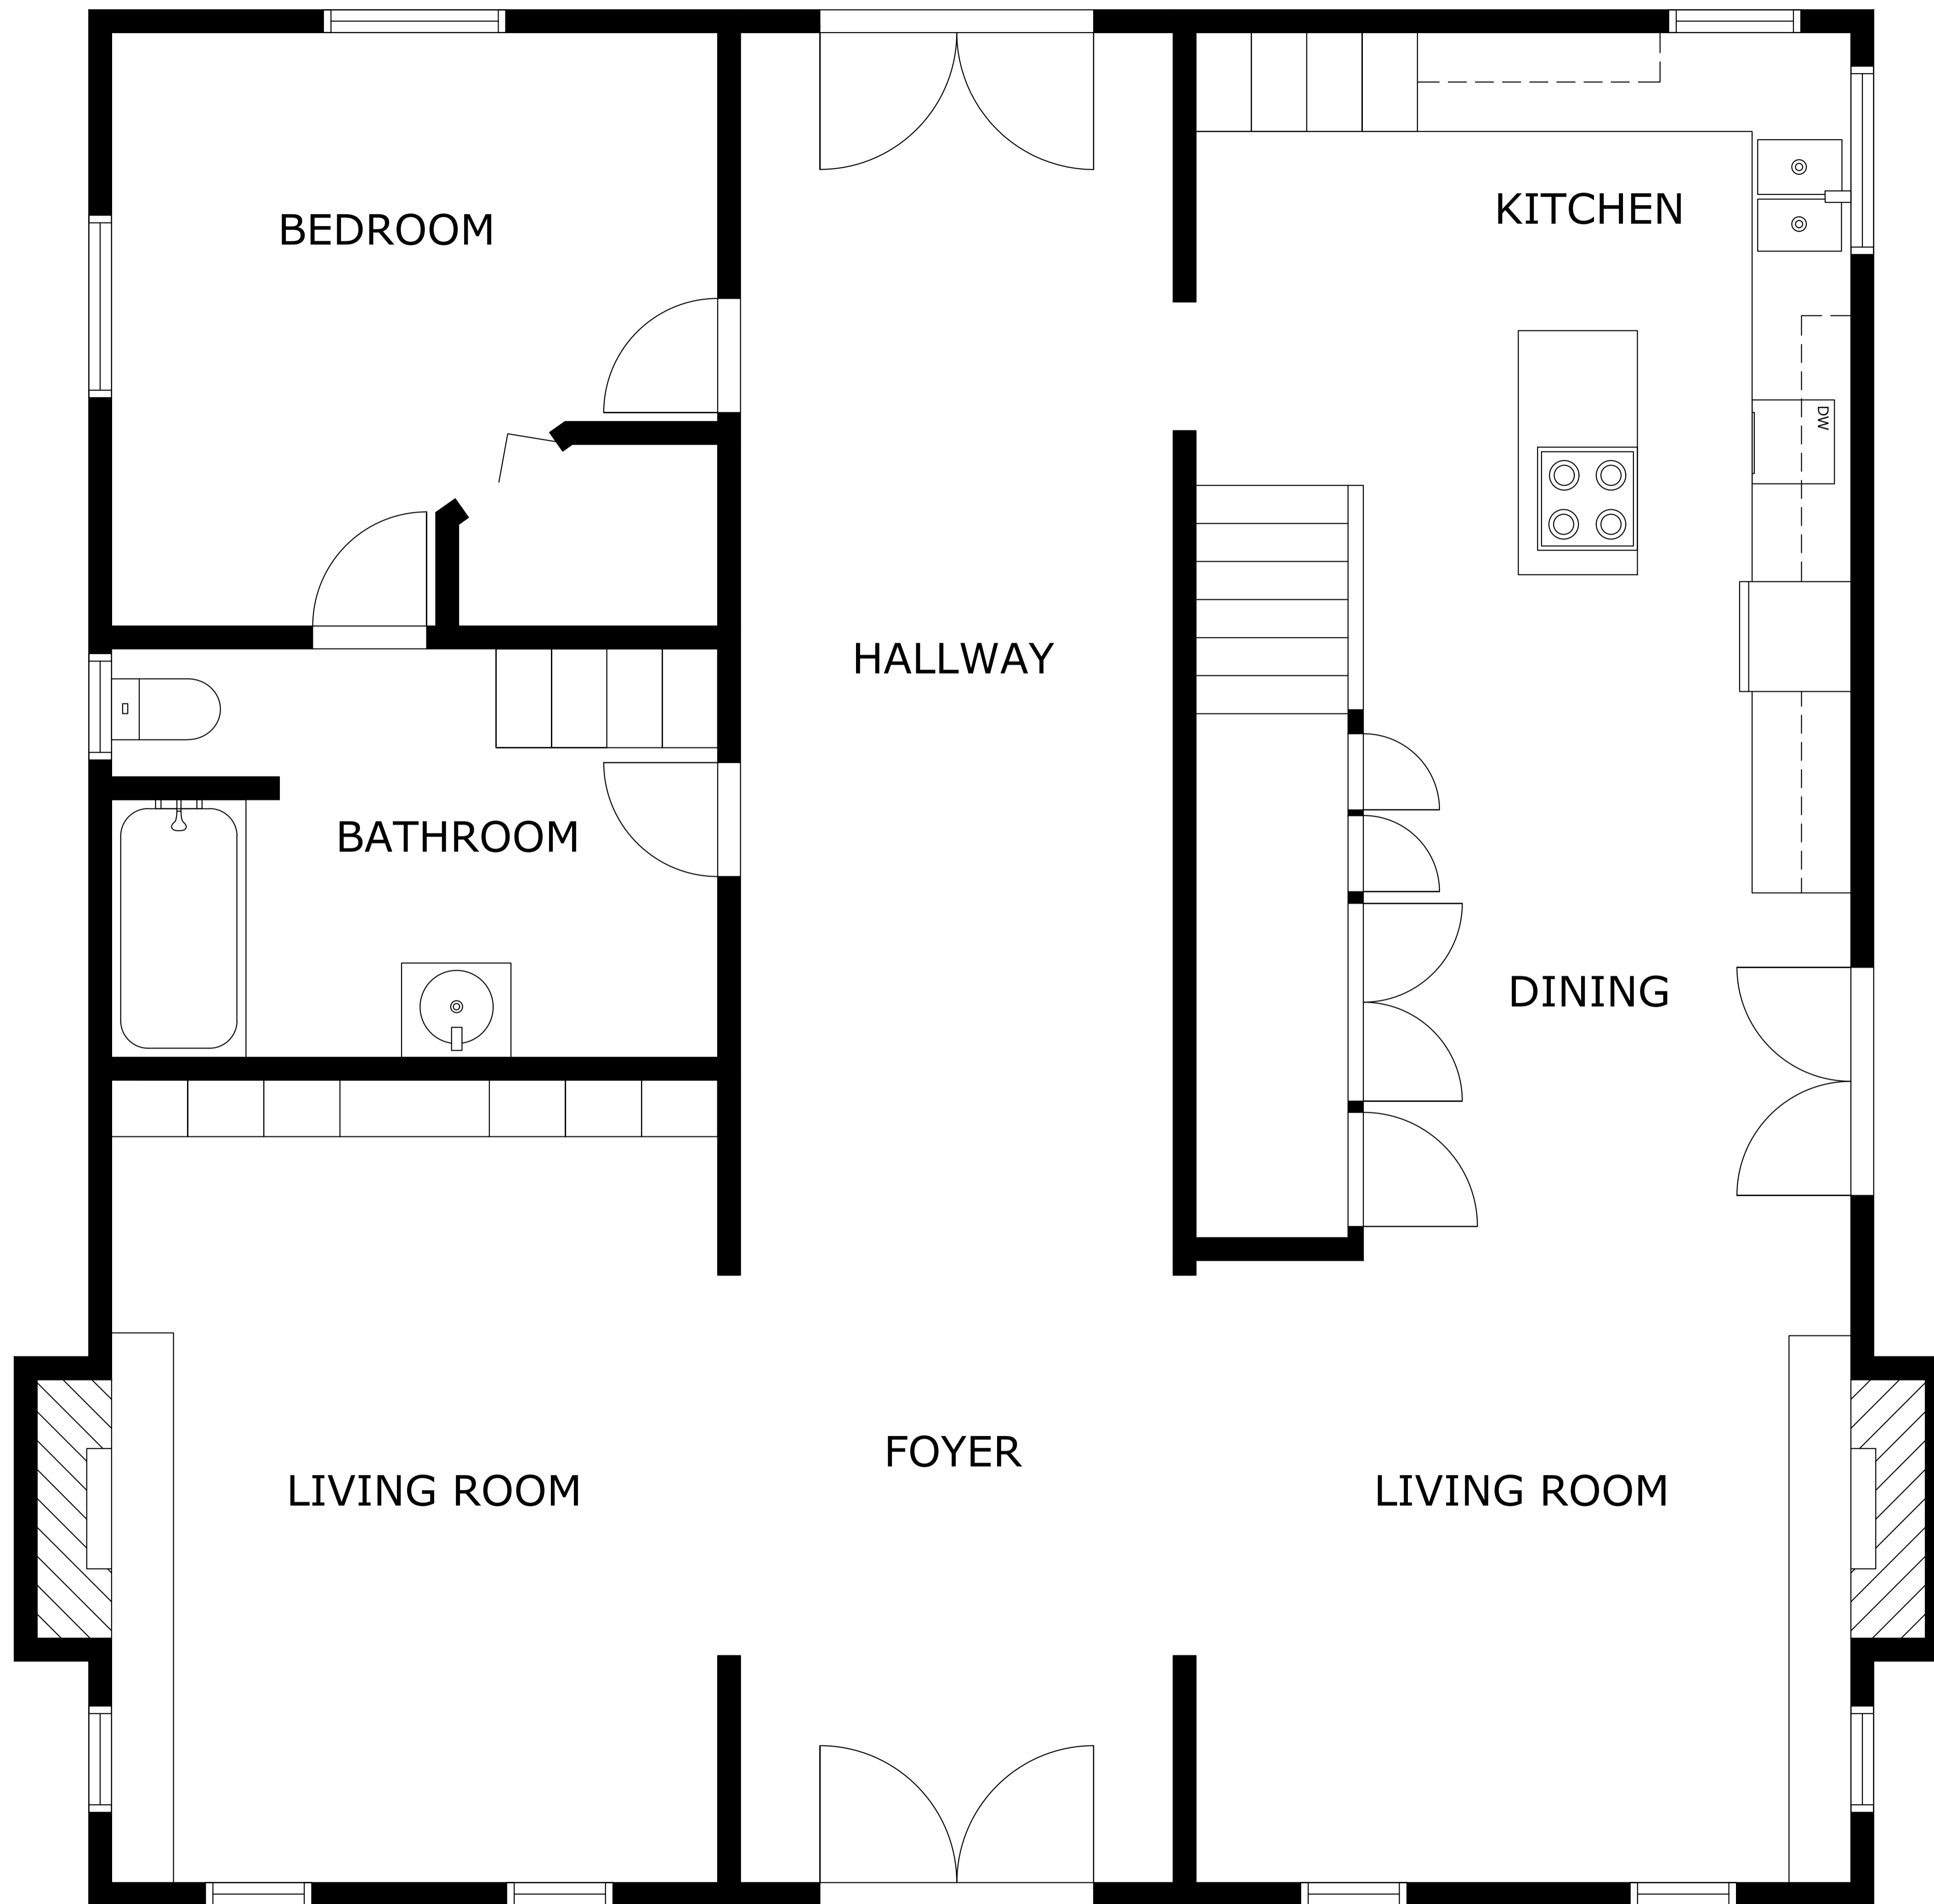 BEDROOM
KITCHEN
DW
HALLWAY
BATHROOM
DINING
FOYER
LIVING ROOM
LIVING ROOM